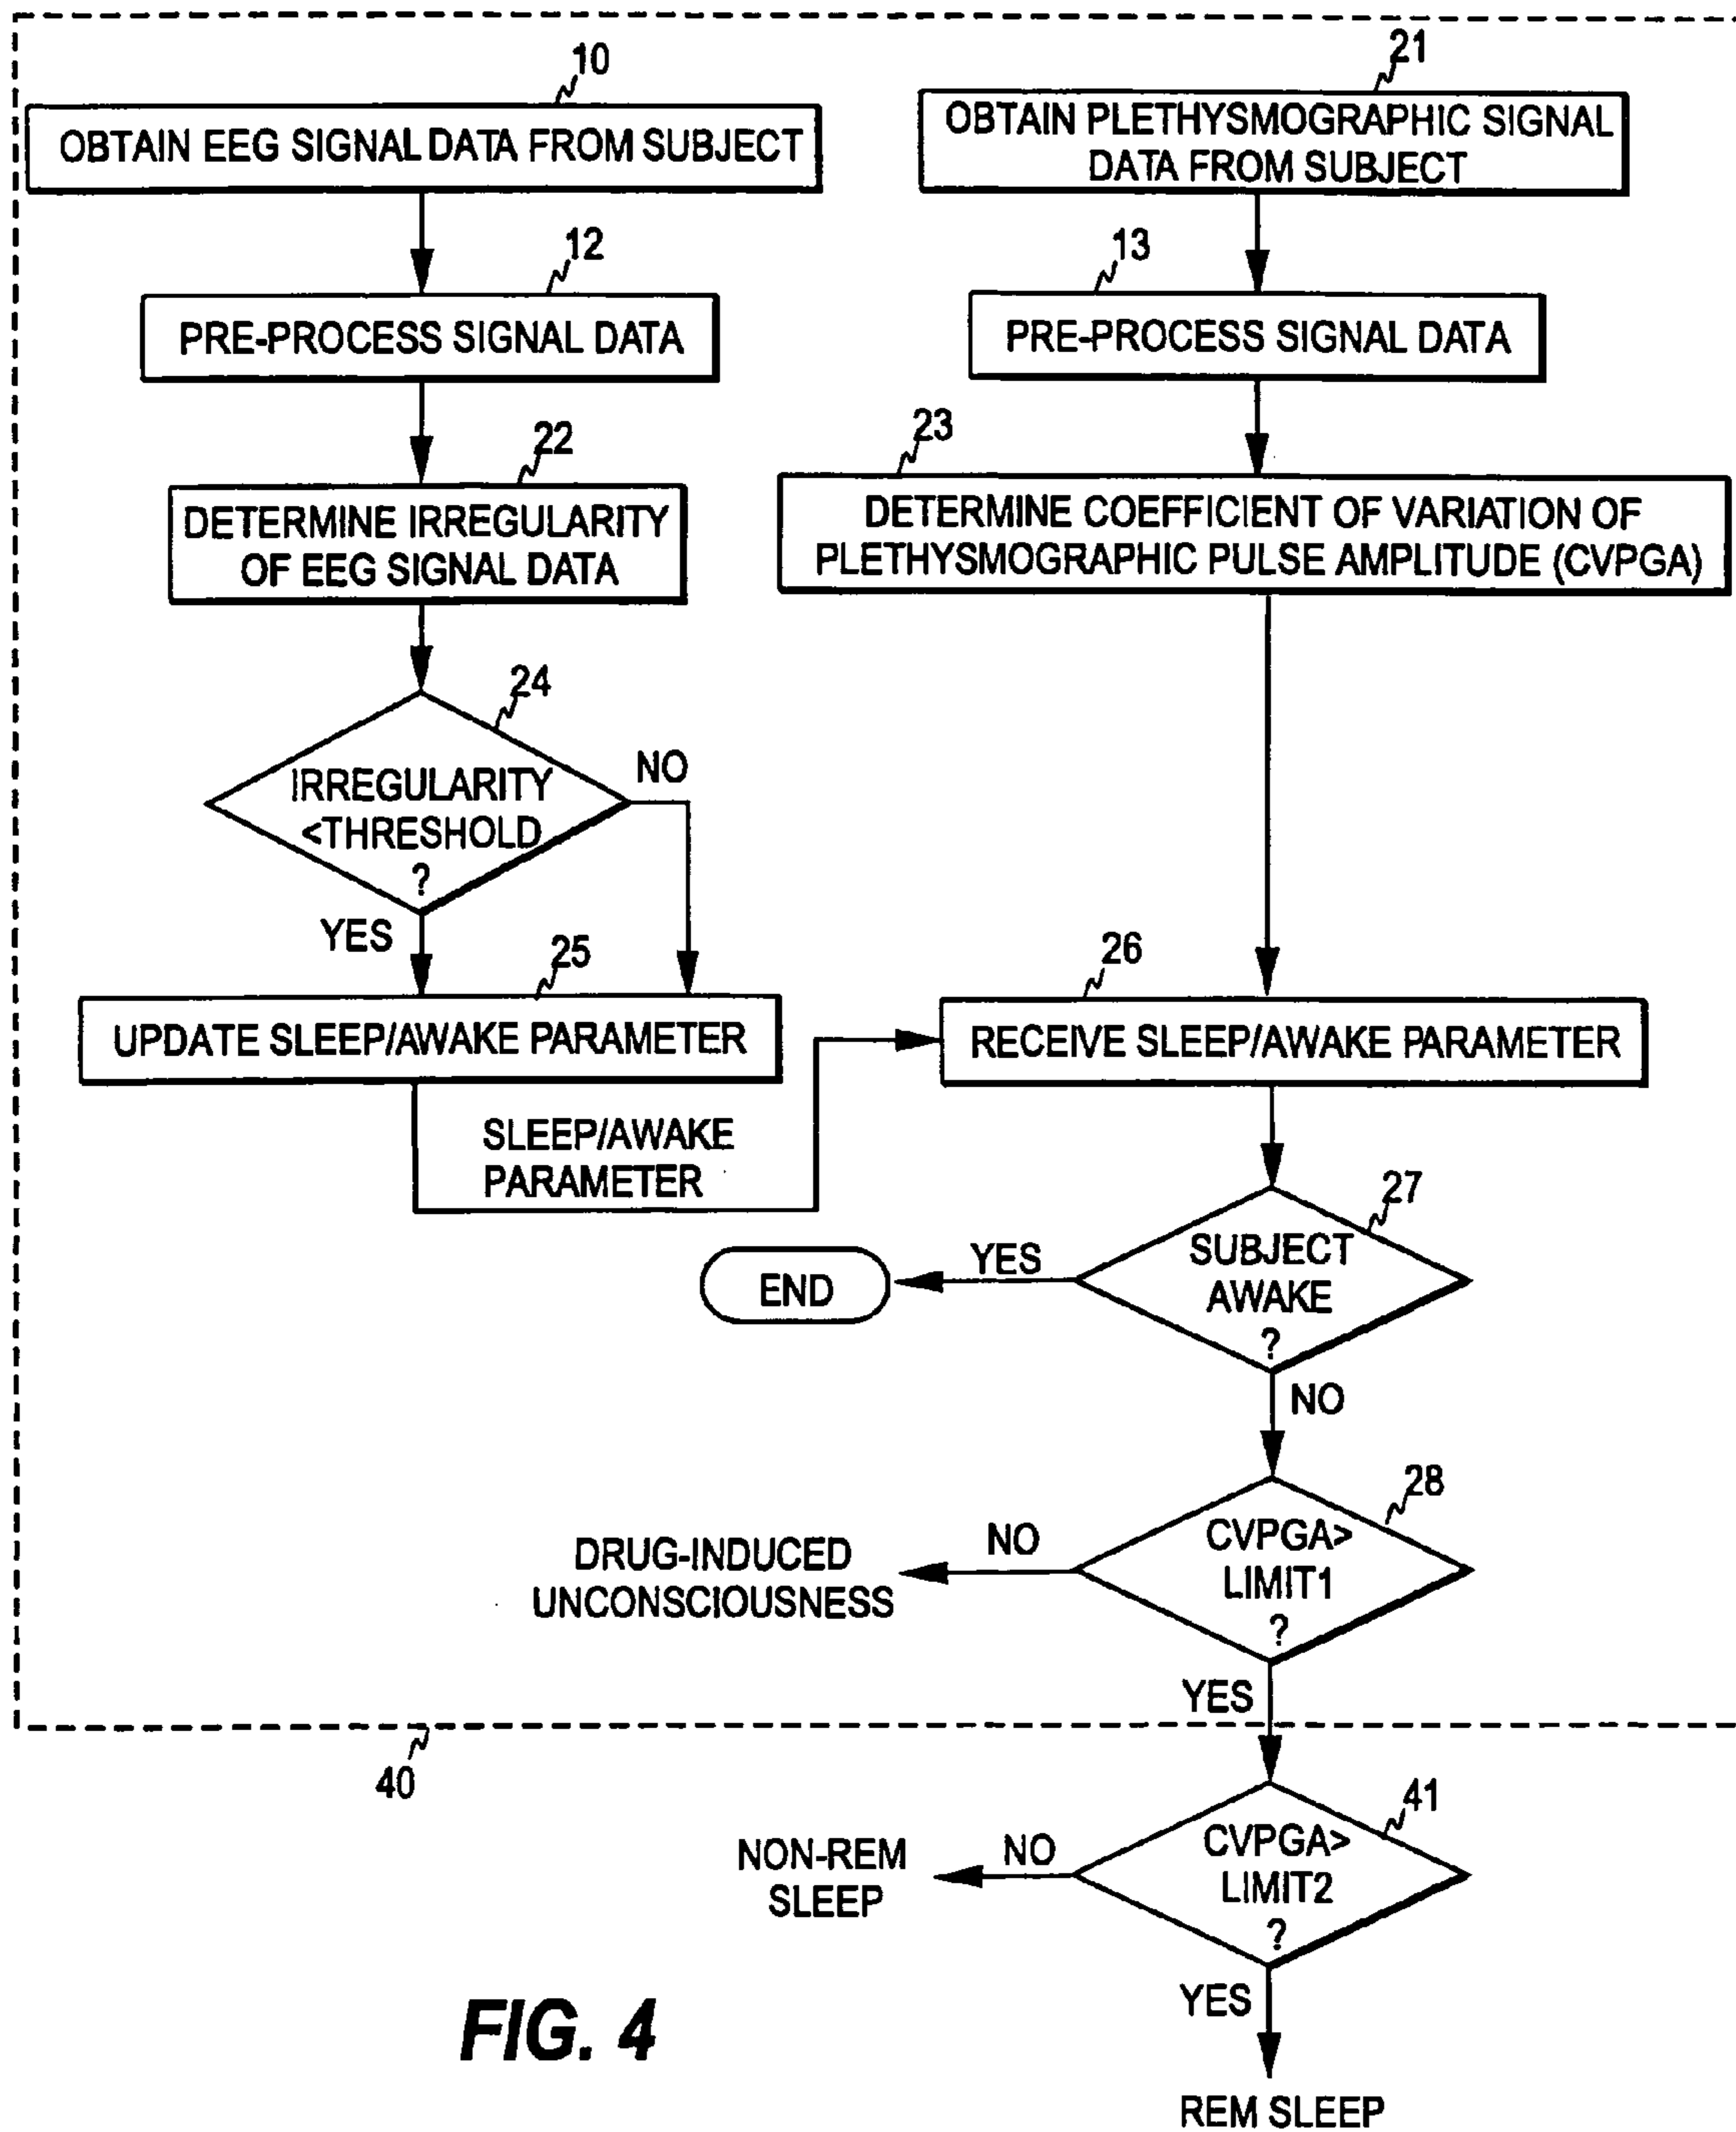 10
OBTAIN EEG SIGNAL DATA FROM SUBJECT
21
OBTAIN PLETHYSMOGRAPHIC SIGNAL
DATA FROM SUBJECT
12
PRE-PROCESS SIGNAL DATA
13
PRE-PROCESS SIGNAL DATA
22
DETERMINE IRREGULARITY
OF EEG SIGNAL DATA
23
DETERMINE COEFFICIENT OF VARIATION OF
PLETHYSMOGRAPHIC PULSE AMPLITUDE (CVPGA)
24
IRREGULARITY
<THRESHOLD
?
NO
YES
25
UPDATE SLEEP/AWAKE PARAMETER
SLEEP/AWAKE
PARAMETER
26
RECEIVE SLEEP/AWAKE PARAMETER
27
SUBJECT
AWAKE
?
YES
END
NO
28
CVPGA>
LIMIT1
?
NO
DRUG-INDUCED
UNCONSCIOUSNESS
YES
40
41
CVPGA>
LIMIT2
?
NO
NON-REM
SLEEP
YES
REM SLEEP
FIG. 4